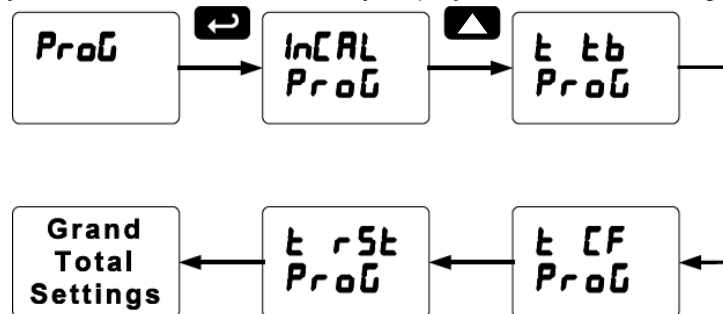 ProG
InCAL
ProG
t tb
ProG
t CF
ProG
t rSt
ProG
Grand
Total
Settings